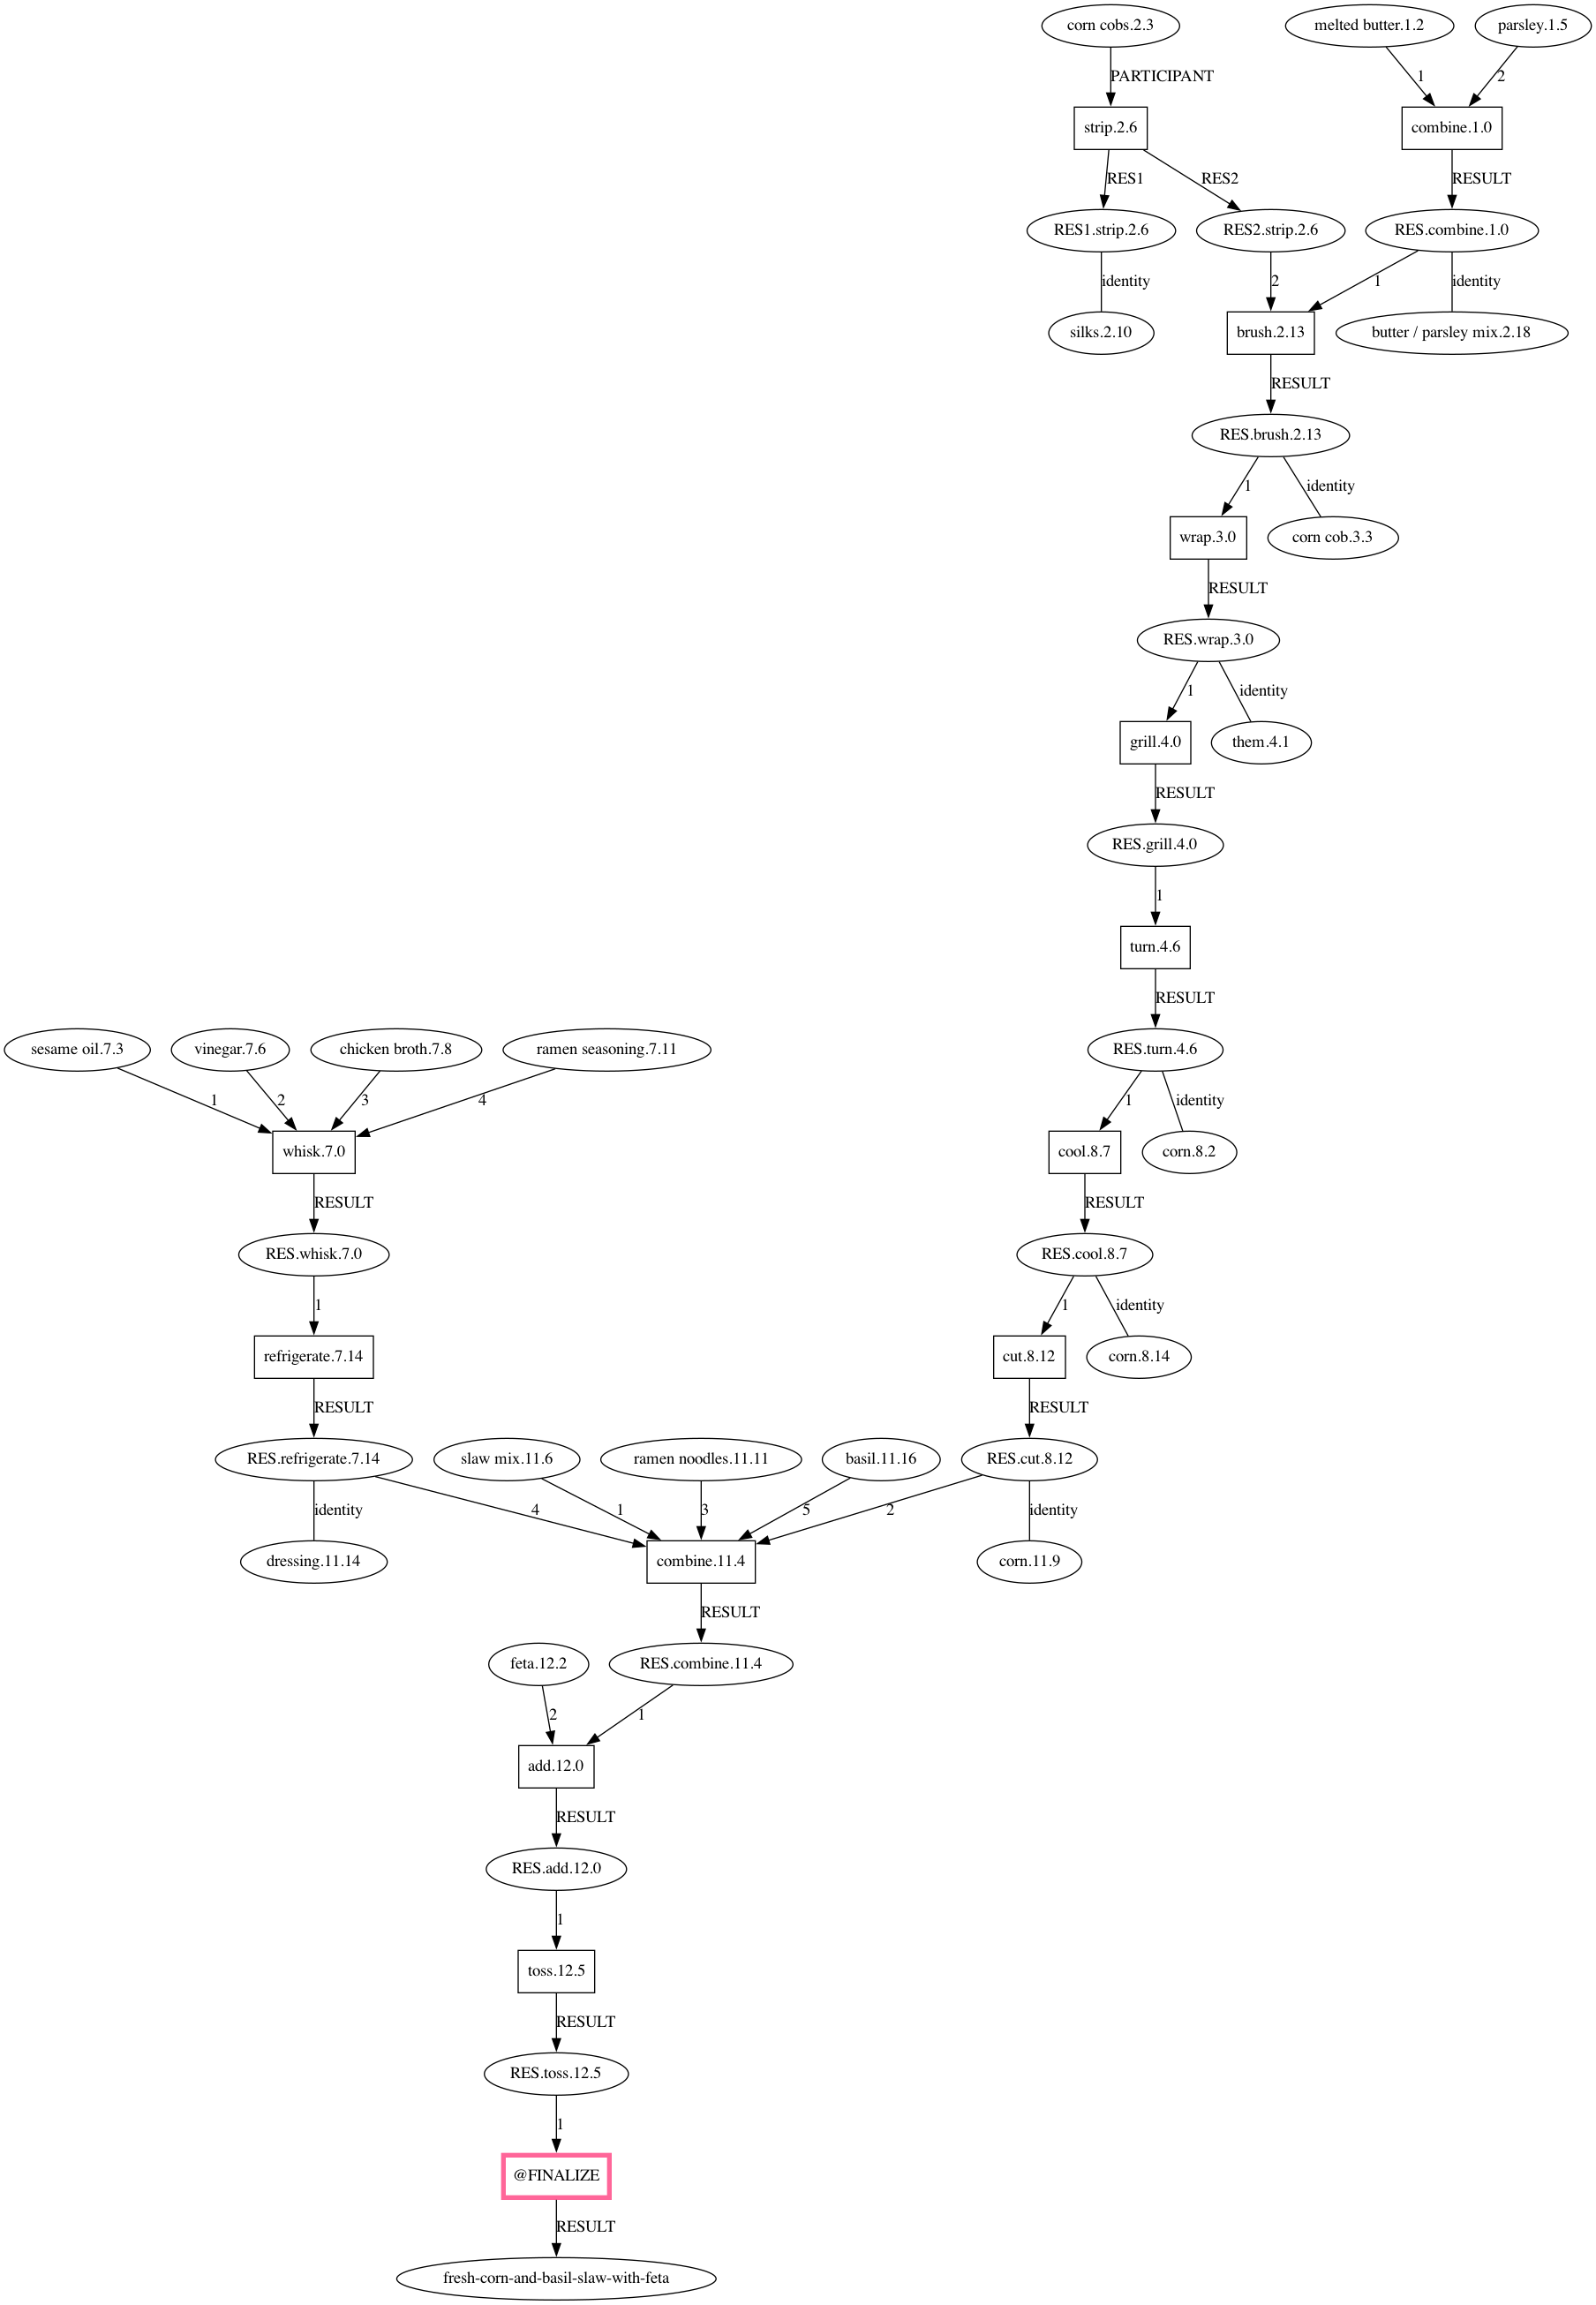 corn cobs.2.3
melted butter.1.2
parsley.1.5
PARTICIPANT
1
2
strip.2.6
combine.1.0
RES1
RES2
RESULT
RES1.strip.2.6
RES2.strip.2.6
RES.combine.1.0
identity
2
1
identity
silks.2.10
brush.2.13
butter / parsley mix.2.18
RESULT
RES.brush.2.13
1
identity
wrap.3.0
corn cob.3.3
RESULT
RES.wrap.3.0
1
identity
grill.4.0
them.4.1
RESULT
RES.grill.4.0
1
turn.4.6
RESULT
sesame oil.7.3
vinegar.7.6
chicken broth.7.8
ramen seasoning.7.11
RES.turn.4.6
1
2
3
4
1
identity
whisk.7.0
cool.8.7
corn.8.2
RESULT
RESULT
RES.whisk.7.0
RES.cool.8.7
1
1
identity
refrigerate.7.14
cut.8.12
corn.8.14
RESULT
RESULT
RES.refrigerate.7.14
slaw mix.11.6
ramen noodles.11.11
basil.11.16
RES.cut.8.12
identity
4
1
3
5
2
identity
dressing.11.14
combine.11.4
corn.11.9
RESULT
feta.12.2
RES.combine.11.4
2
1
add.12.0
RESULT
RES.add.12.0
1
toss.12.5
RESULT
RES.toss.12.5
1
@FINALIZE
RESULT
fresh-corn-and-basil-slaw-with-feta